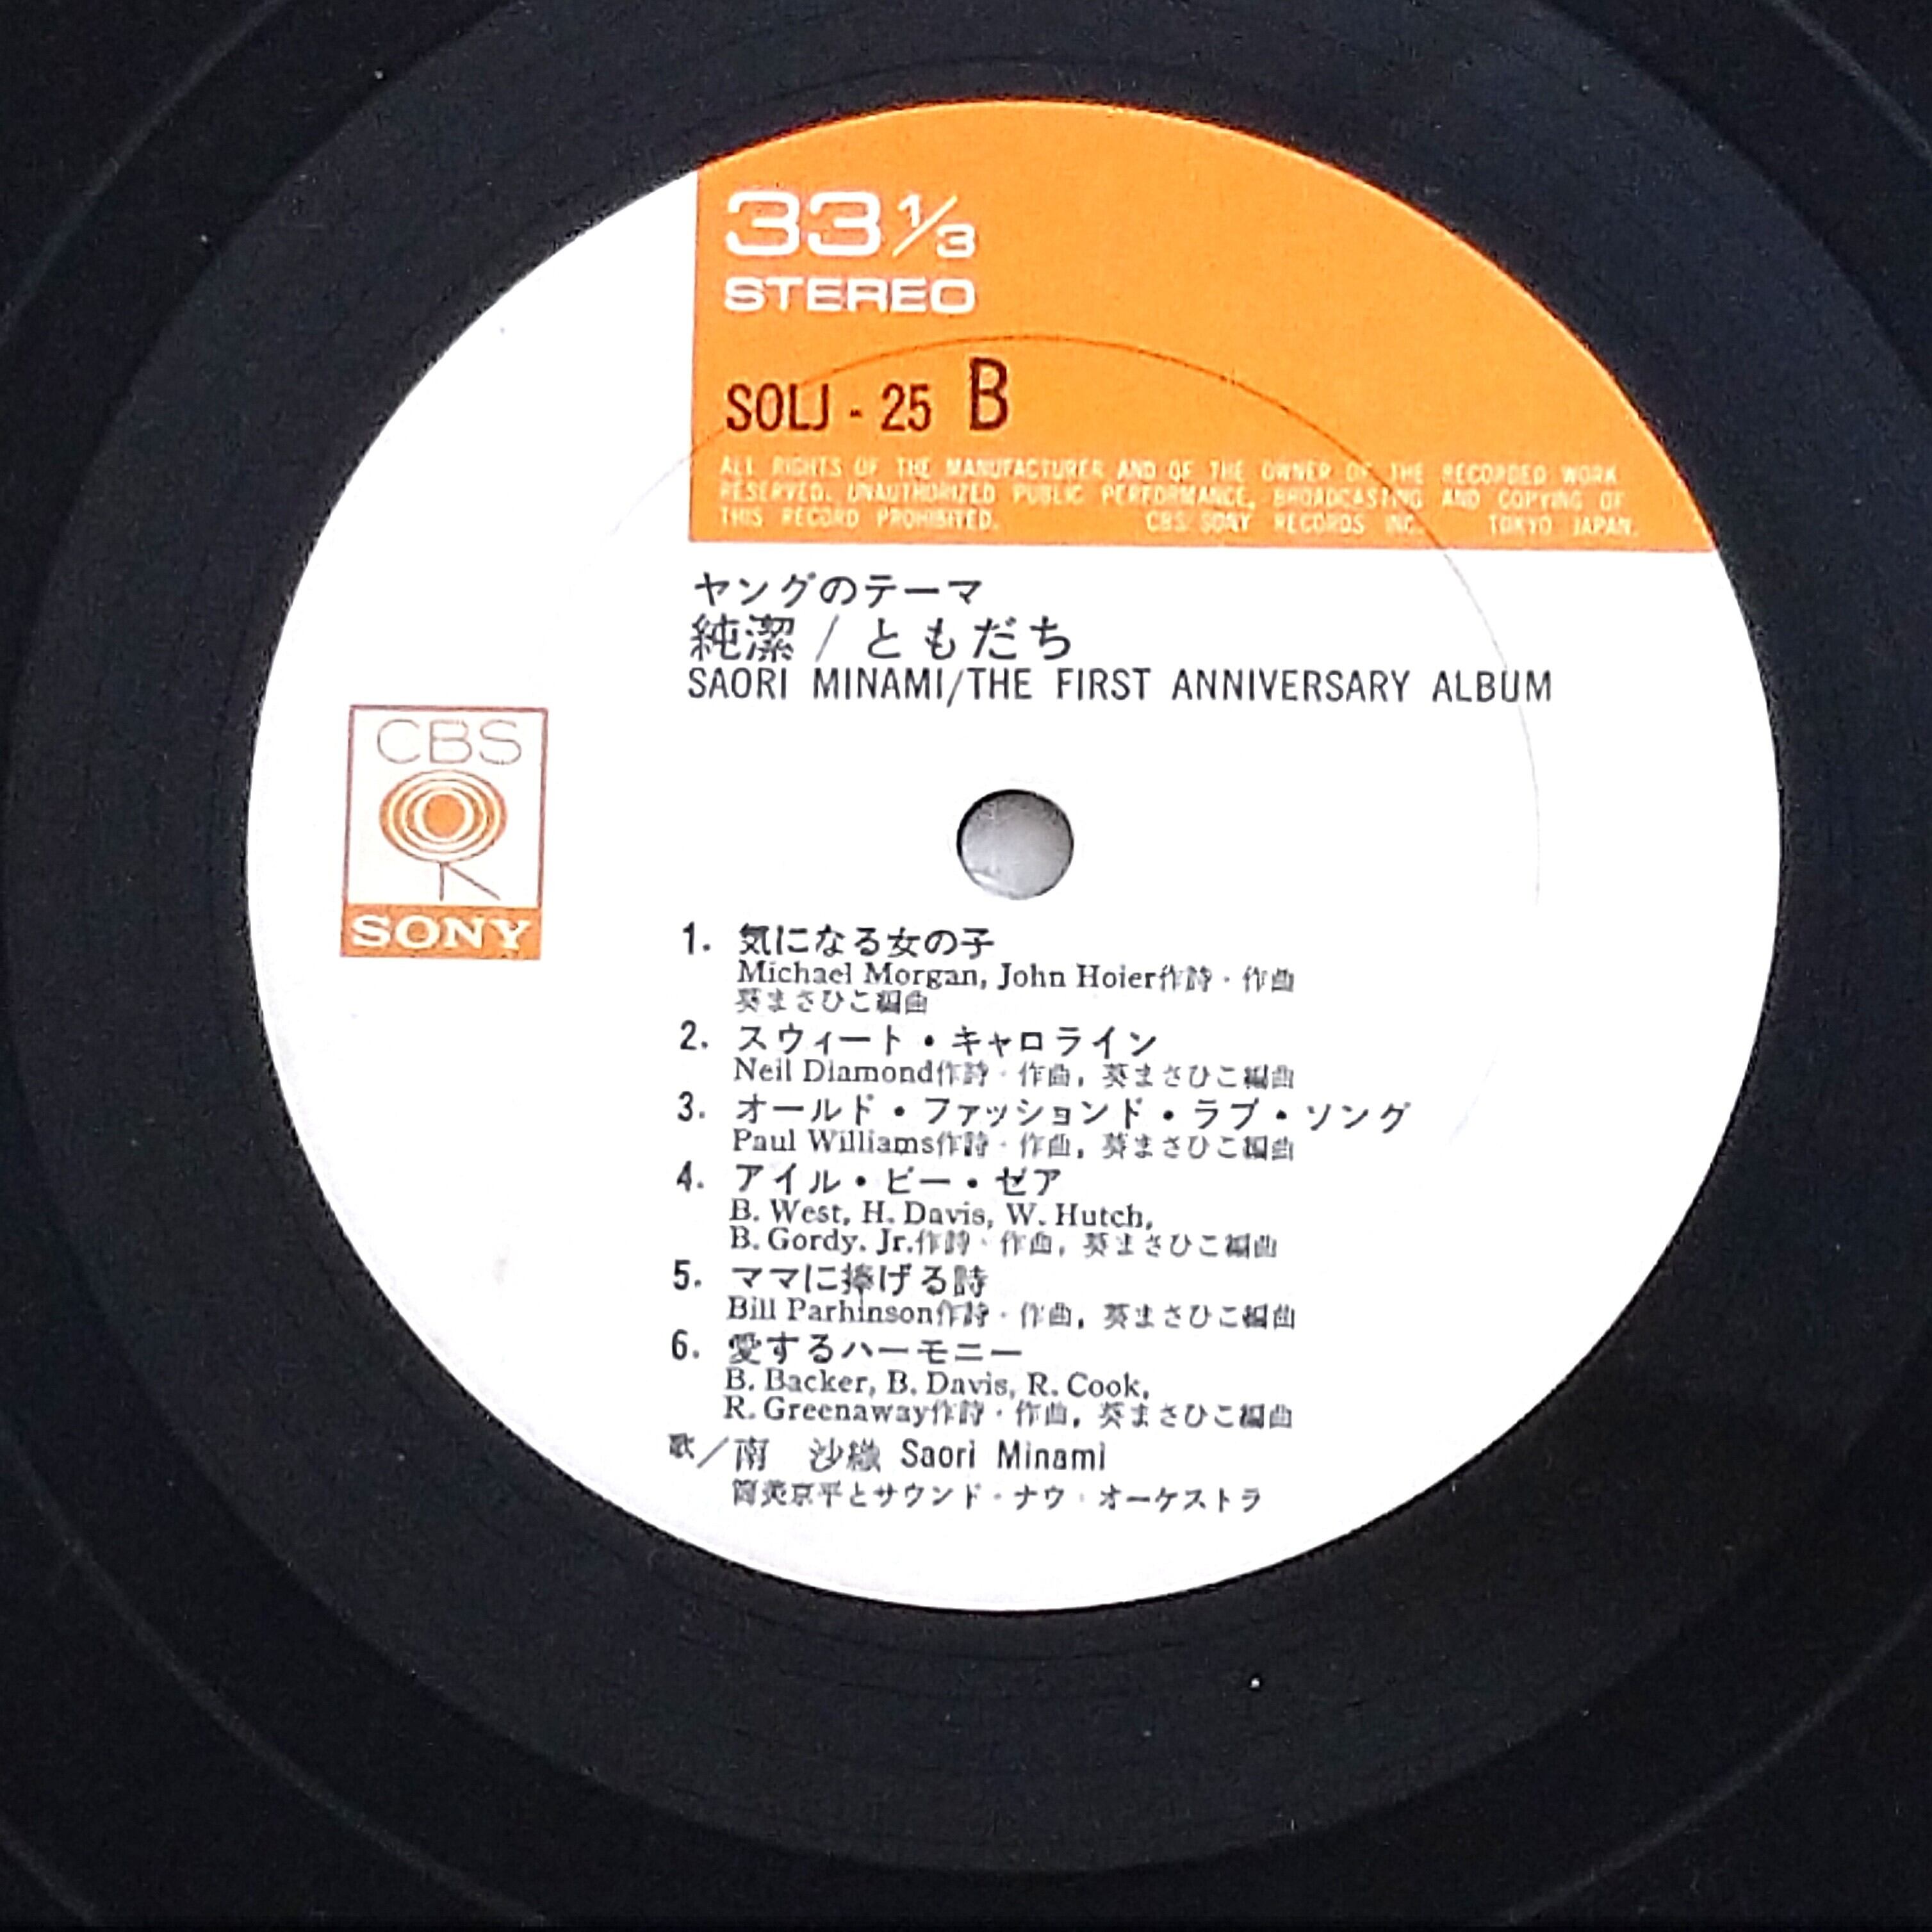 33 1/3
STEREO
SOLJ - 25 B
ALL RIGHTS OF THE MANUFACTURER AND OF THE OWNER OF THE RECORDED WORK
RESERVED. UNAUTHORIZED PUBLIC PERFORMANCE, BROADCASTING AND COPYING OF
THIS RECORD PROHIBITED. CBS/SONY RECORDS INC. TOKYO JAPAN.
ヤングのテーマ
純潔/ともだち
SAORI MINAMI/THE FIRST ANNIVERSARY ALBUM
CBS
SONY
1. 気になる女の子
Michael Morgan, John Hoier作詩・作曲
葵まさひこ編曲
2. スウィート・キャロライン
Neil Diamond作詩・作曲, 葵まさひこ編曲
3. オールド・ファッションド・ラブ・ソング
Paul Williams作詩・作曲, 葵まさひこ編曲
4. アイル・ビー・ゼア
B. West, H. Davis, W. Hutch,
B. Gordy. Jr.作詩・作曲, 葵まさひこ編曲
5. ママに捧げる詩
Bill Parhinson作詩・作曲, 葵まさひこ編曲
6. 愛するハーモニー
B. Backer, B. Davis, R. Cook,
R. Greenaway作詩・作曲, 葵まさひこ編曲
歌/南 沙織 Saori Minami
筒美京平とサウンド・ナウ・オーケストラ